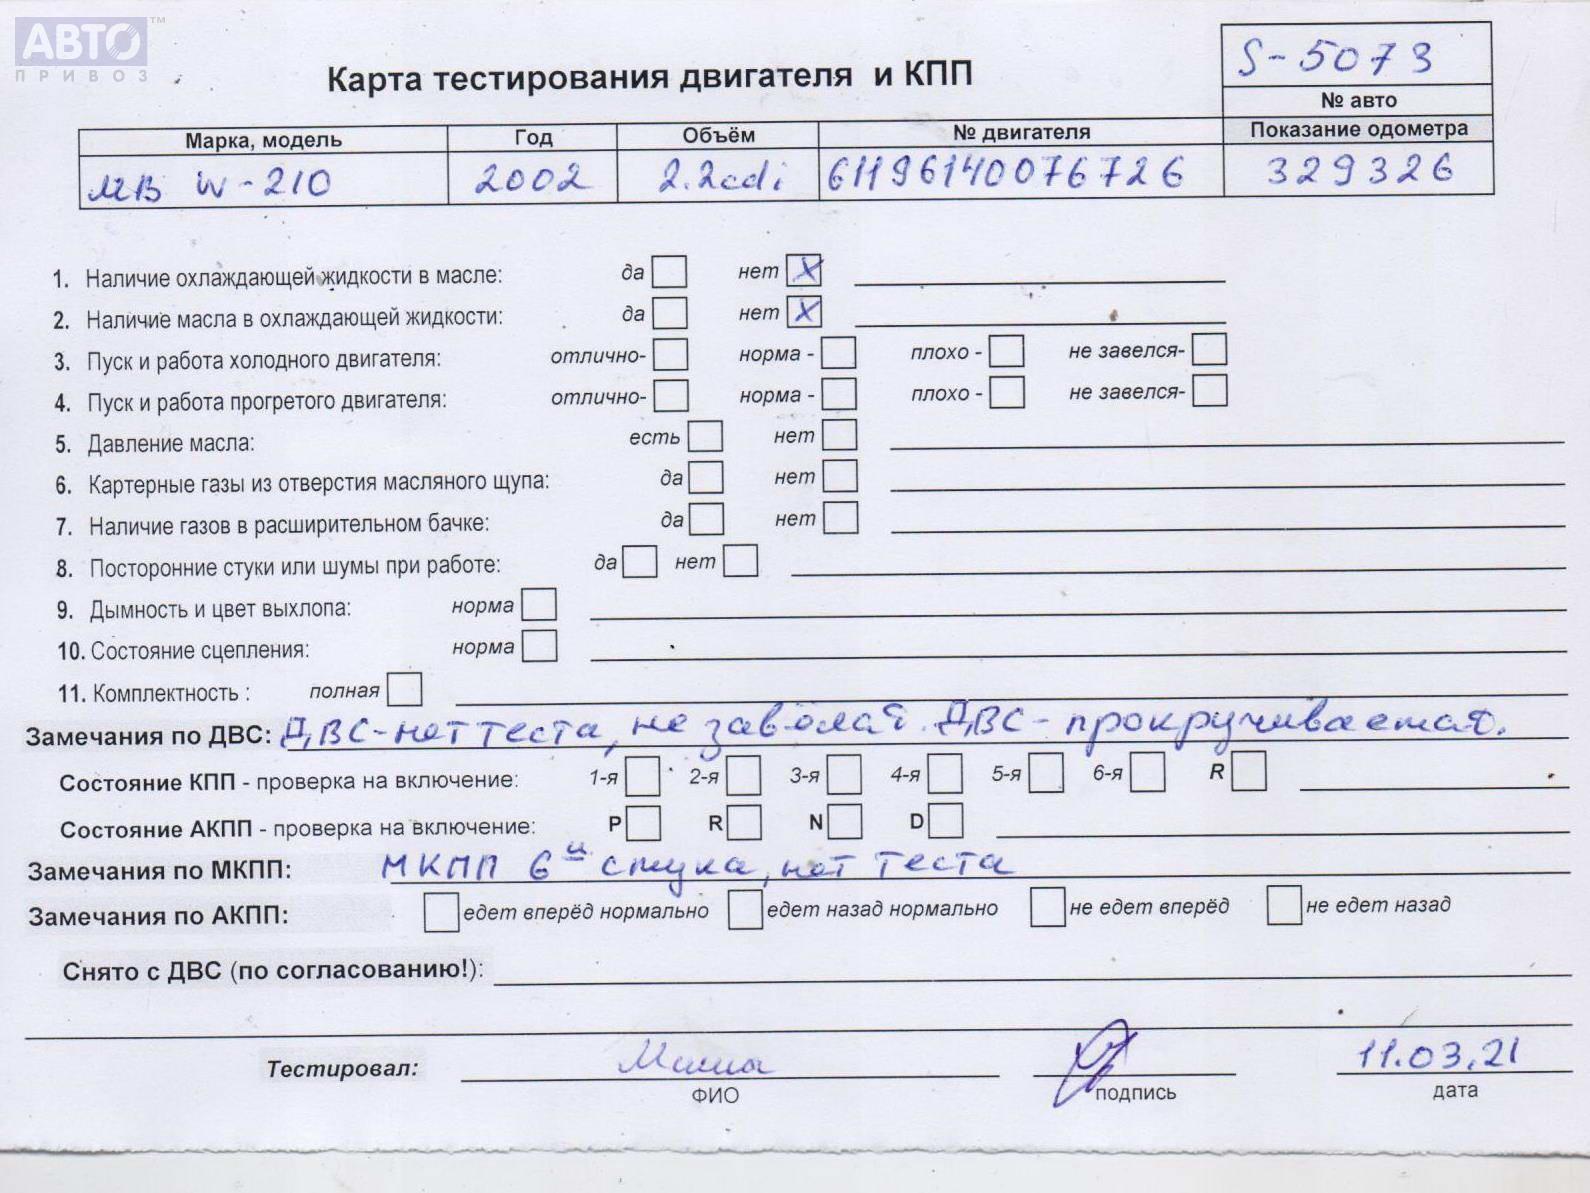 АВТО™
ПРИВОЗ
Карта тестирования двигателя и КПП
S-5073
№ авто
Марка, модель Год Объём № двигателя Показание одометра
МВ W-210 2002 2.2cdi 61196140076726 329326
1. Наличие охлаждающей жидкости в масле: да нет X
2. Наличие масла в охлаждающей жидкости: да нет X
3. Пуск и работа холодного двигателя: отлично- норма - плохо - не завелся-
4. Пуск и работа прогретого двигателя: отлично- норма - плохо - не завелся-
5. Давление масла: есть нет
6. Картерные газы из отверстия масляного щупа: да нет
7. Наличие газов в расширительном бачке: да нет
8. Посторонние стуки или шумы при работе: да нет
9. Дымность и цвет выхлопа: норма
10. Состояние сцепления: норма
11. Комплектность : полная
Замечания по ДВС: ДВС-нет теста, не заводился. ДВС - прокручивается.
Состояние КПП - проверка на включение: 1-я 2-я 3-я 4-я 5-я 6-я R
Состояние АКПП - проверка на включение: P R N D
Замечания по МКПП: МКПП 6и стука, нет теста
Замечания по АКПП: едет вперёд нормально едет назад нормально не едет вперёд не едет назад
Снято с ДВС (по согласованию!):
Тестировал: Миша 11.03.21
ФИО подпись дата